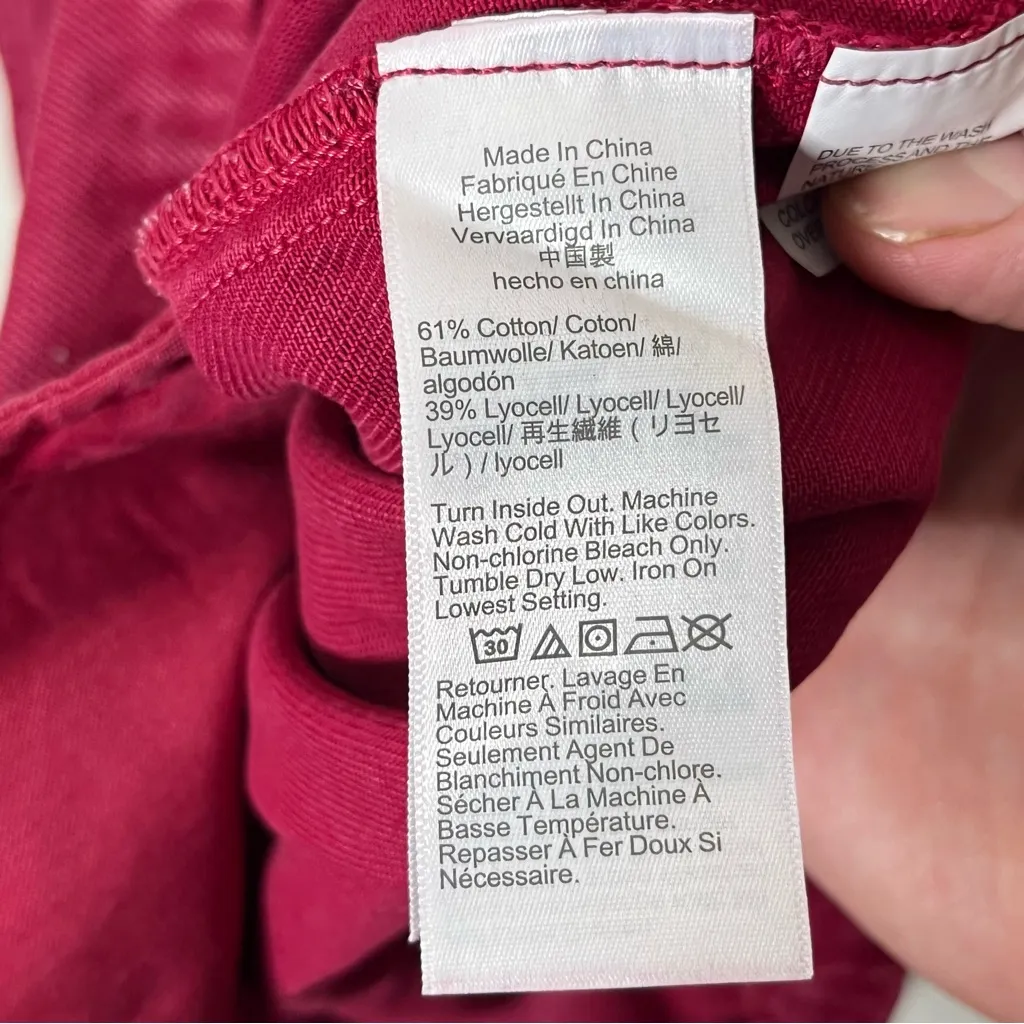 Made In China
Fabriqué En Chine
Hergestellt In China
Vervaardigd In China
中国製
hecho en china
61% Cotton/ Coton/
Baumwolle/ Katoen/ 綿/
algodón
39% Lyocell/ Lyocell/ Lyocell/
Lyocell/ 再生繊維 ( リヨセ
ル ) / lyocell
Turn Inside Out. Machine
Wash Cold With Like Colors.
Non-chlorine Bleach Only.
Tumble Dry Low. Iron On
Lowest Setting.
30
Retourner. Lavage En
Machine À Froid Avec
Couleurs Similaires.
Seulement Agent De
Blanchiment Non-chlore.
Sécher À La Machine À
Basse Température.
Repasser À Fer Doux Si
Nécessaire.
DUE TO THE WASH
PROCESS AND THE